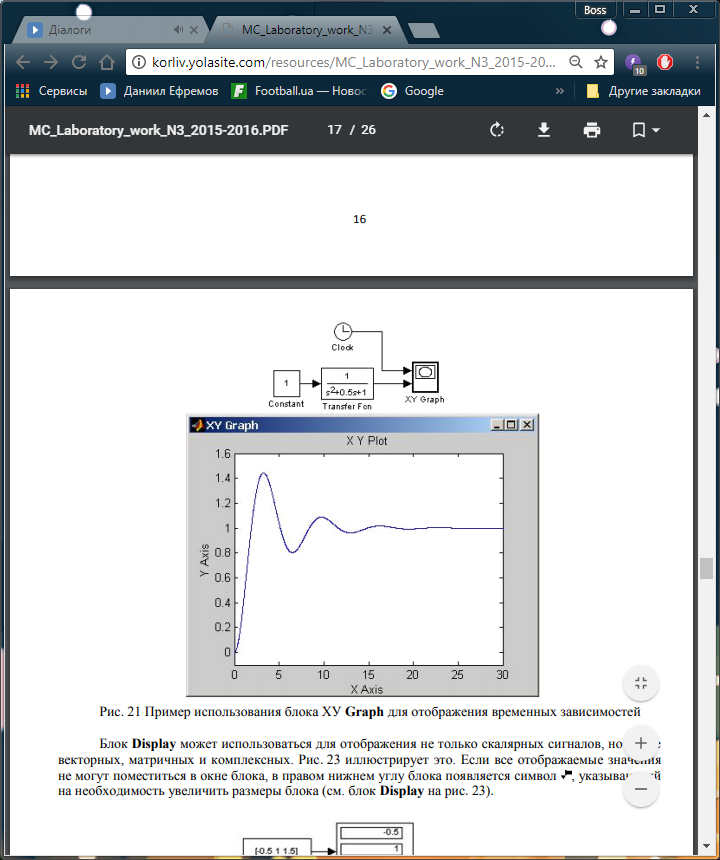 Boss
Діалоги
MC_Laboratory_work_N3
korliv.yolasite.com/resources/MC_Laboratory_work_N3_2015-20...
10
Сервисы
Даниил Ефремов
Football.ua — Новос
Google
»
Другие закладки
MC_Laboratory_work_N3_2015-2016.PDF
17 / 26
16
Clock
1
1
s²+0.5s+1
Constant
Transfer Fcn
XY Graph
XY Graph
X Y Plot
1.6
1.4
1.2
1
0.8
0.6
0.4
0.2
0
Y Axis
0 5 10 15 20 25 30
X Axis
Рис. 21 Пример использования блока ХУ Graph для отображения временных зависимостей
Блок Display может использоваться для отображения не только скалярных сигналов, но
векторных, матричных и комплексных. Рис. 23 иллюстрирует это. Если все отображаемые значения
не могут поместиться в окне блока, в правом нижнем углу блока появляется символ , указывающий
на необходимость увеличить размеры блока (см. блок Display на рис. 23).
[-0.5 1 1.5]
-0.5
1